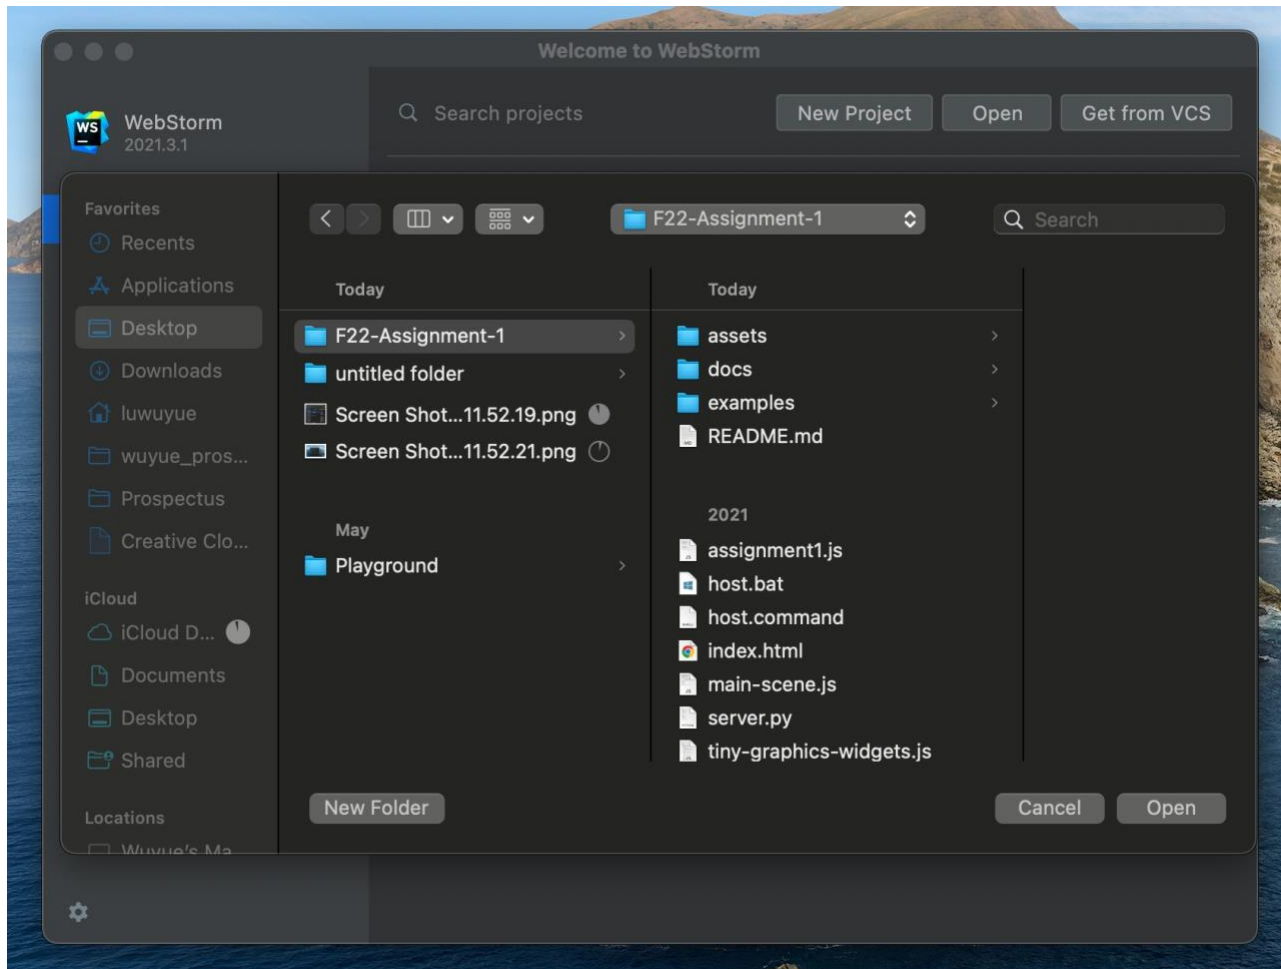 Welcome to WebStorm
WS
WebStorm
2021.3.1
Search projects
New Project
Open
Get from VCS
Favorites
Recents
Applications
Desktop
Downloads
luwuyue
wuyue_pros...
Prospectus
Creative Clo...
iCloud
iCloud D...
Documents
Desktop
Shared
Locations
Wuyue's Ma
F22-Assignment-1
Search
Today
F22-Assignment-1
untitled folder
Screen Shot...11.52.19.png
Screen Shot...11.52.21.png
May
Playground
Today
assets
docs
examples
README.md
2021
assignment1.js
host.bat
host.command
index.html
main-scene.js
server.py
tiny-graphics-widgets.js
New Folder
Cancel
Open